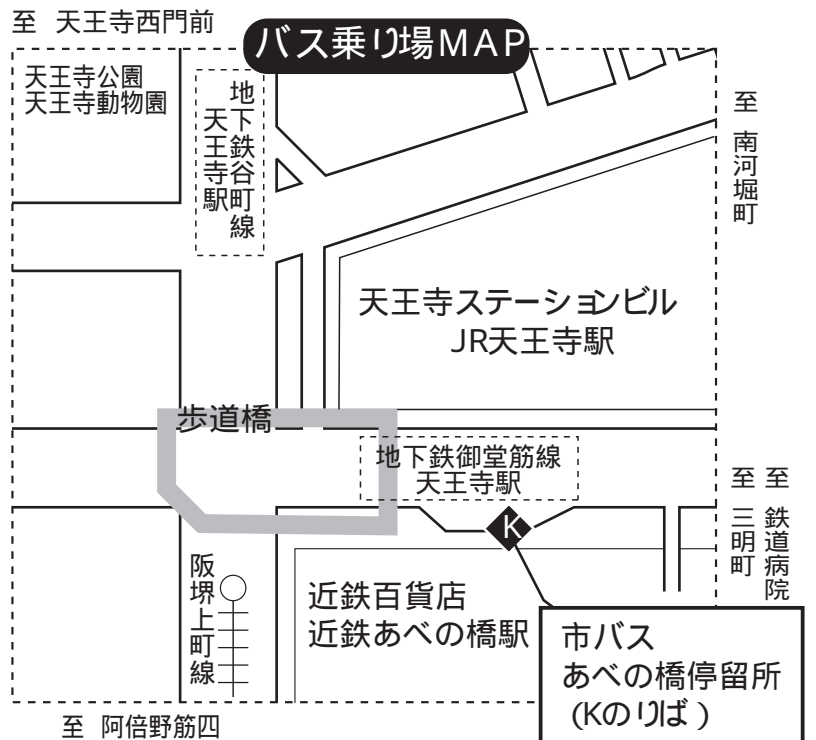 至 天王寺西門前
バス乗り場MAP
天王寺公園
天王寺動物園
地下鉄谷町線
天王寺駅
至 南河堀町
天王寺ステーションビル
JR天王寺駅
歩道橋
地下鉄御堂筋線
天王寺駅
至 鉄道病院
至 三明町
K
阪堺上町線
近鉄百貨店
近鉄あべの橋駅
市バス
あべの橋停留所
(Kのりば)
至 阿倍野筋四